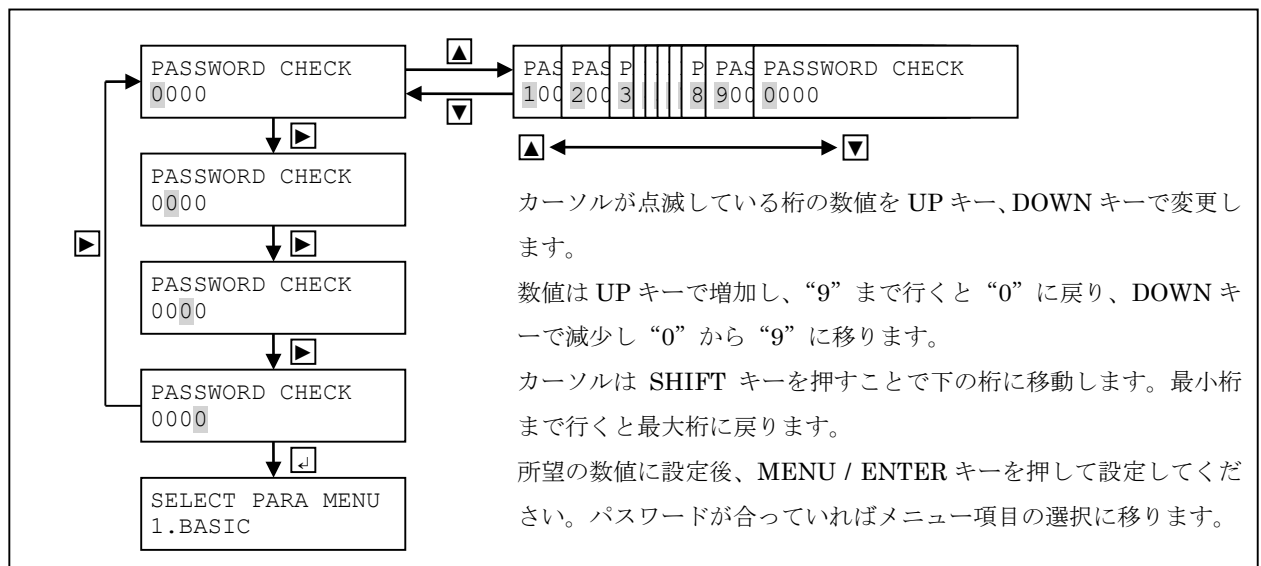 PASSWORD CHECK
0000
▲
▼
PAS PAS P P PAS PASSWORD CHECK
100 200 3 8 900 0000
▲ ▼
▶
PASSWORD CHECK
0000
▶
▶
PASSWORD CHECK
0000
▶
PASSWORD CHECK
0000
↵
SELECT PARA MENU
1.BASIC
カーソルが点滅している桁の数値を UP キー、DOWN キーで変更し
ます。
数値は UP キーで増加し、“9” まで行くと “0” に戻り、DOWN キ
ーで減少し “0” から “9” に移ります。
カーソルは SHIFT キーを押すことで下の桁に移動します。最小桁
まで行くと最大桁に戻ります。
所望の数値に設定後、MENU / ENTER キーを押して設定してくだ
さい。パスワードが合っていればメニュー項目の選択に移ります。